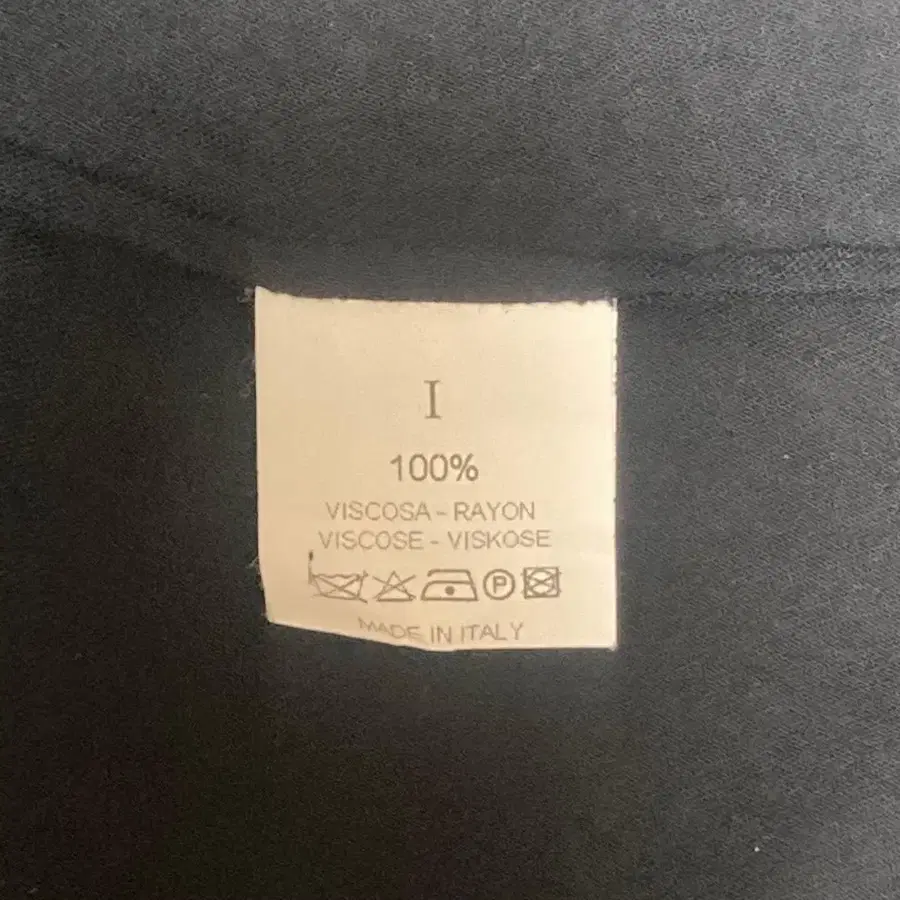 I
100%
VISCOSA - RAYON
VISCOSE - VISKOSE
P
MADE IN ITALY